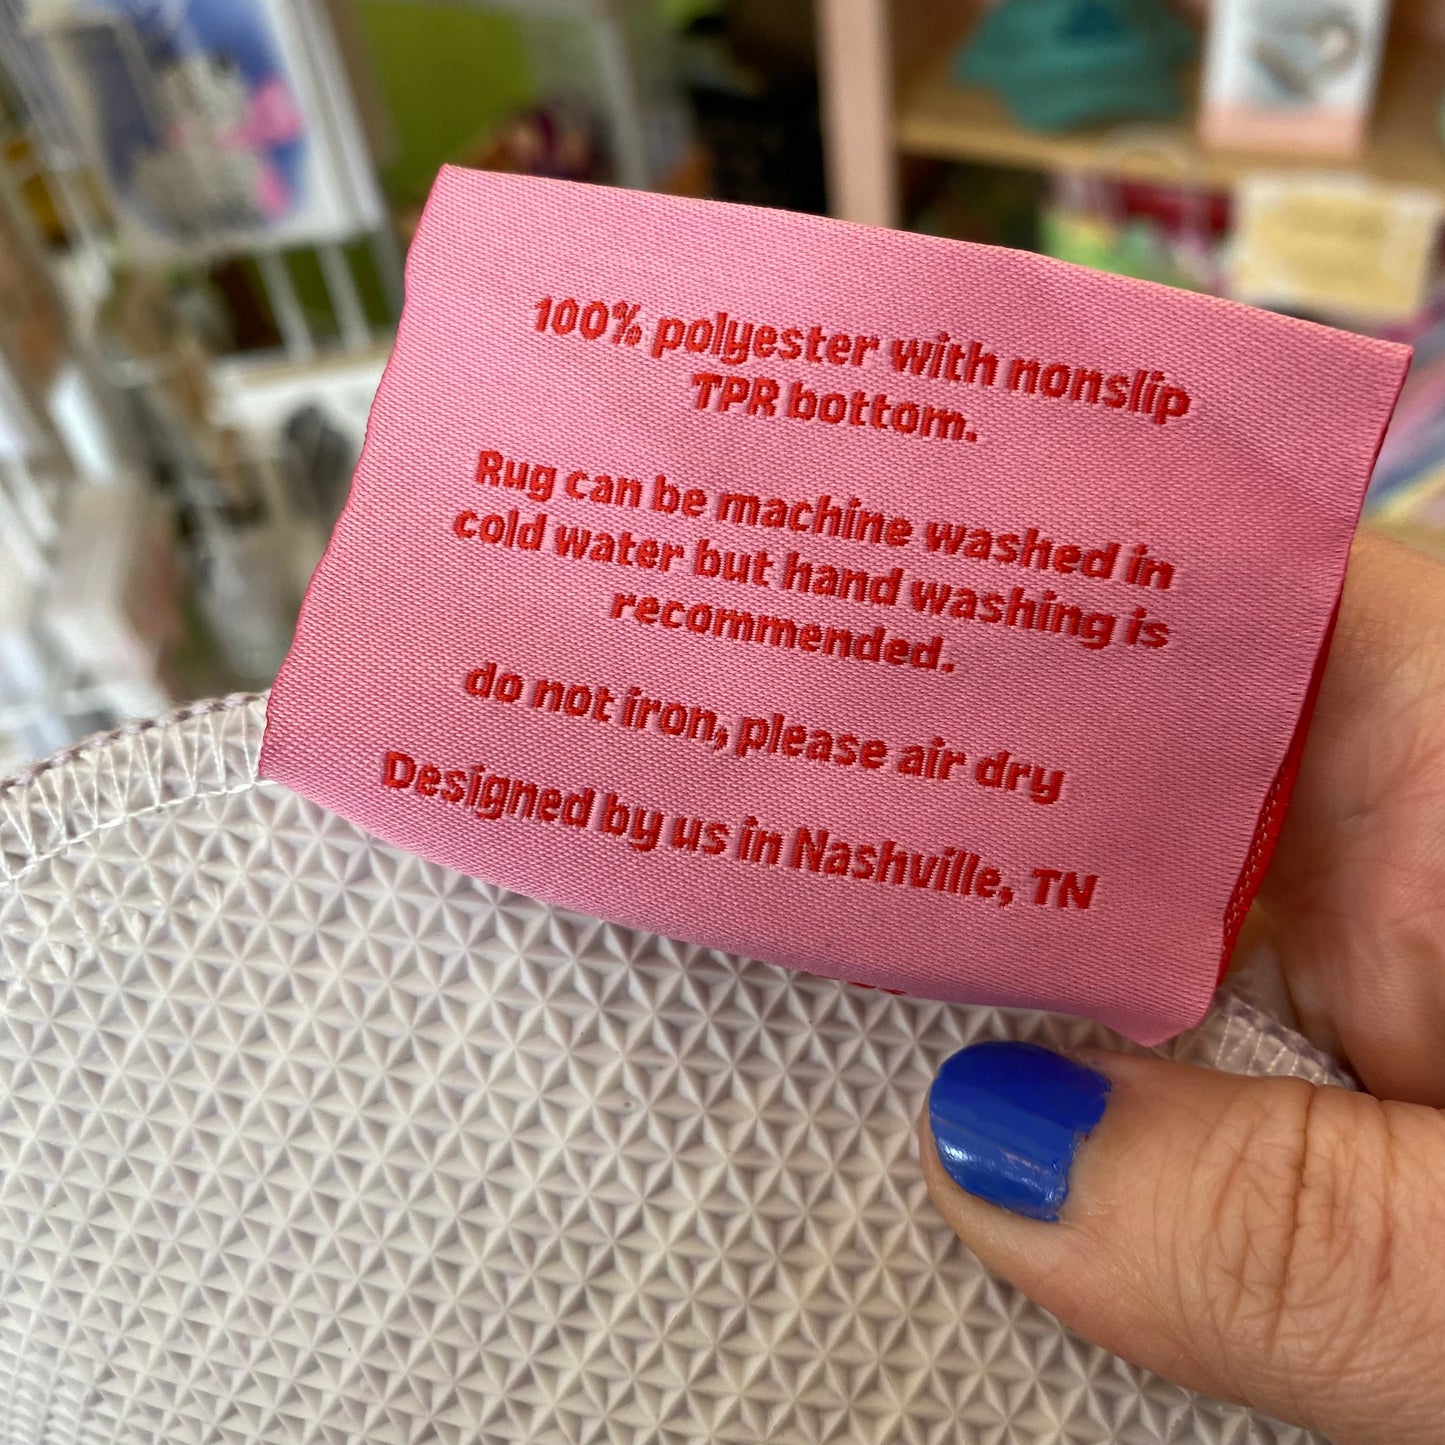 100% polyester with nonslip
TPR bottom.
Rug can be machine washed in
cold water but hand washing is
recommended.
do not iron, please air dry
Designed by us in Nashville, TN